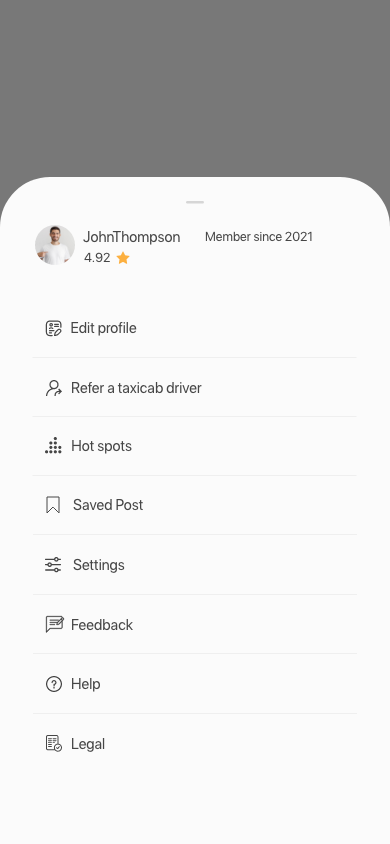 JohnThompson Member since 2021
4.92
Edit profile
Refer a taxicab driver
Hot spots
Saved Post
Settings
Feedback
Help
Legal